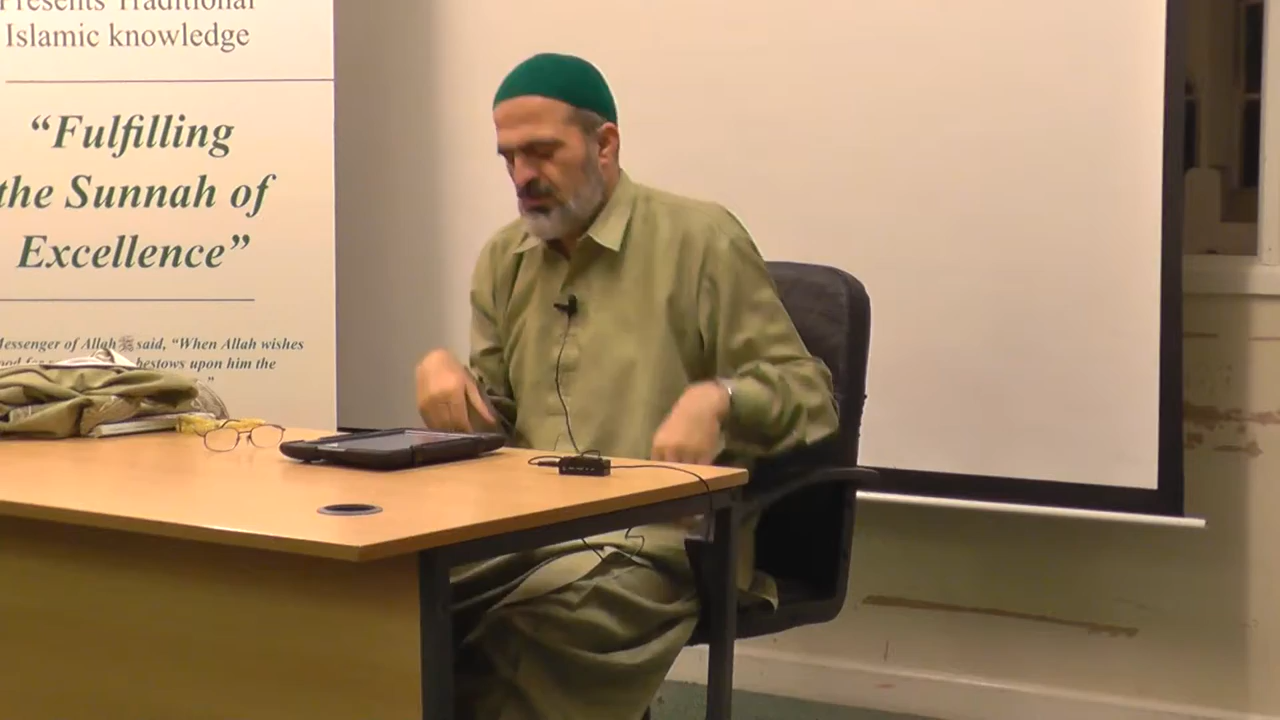 Presents Traditional
Islamic knowledge
“Fulfilling
the Sunnah of
Excellence”
Messenger of Allah ﷺ said, “When Allah wishes
bestows upon him the
”